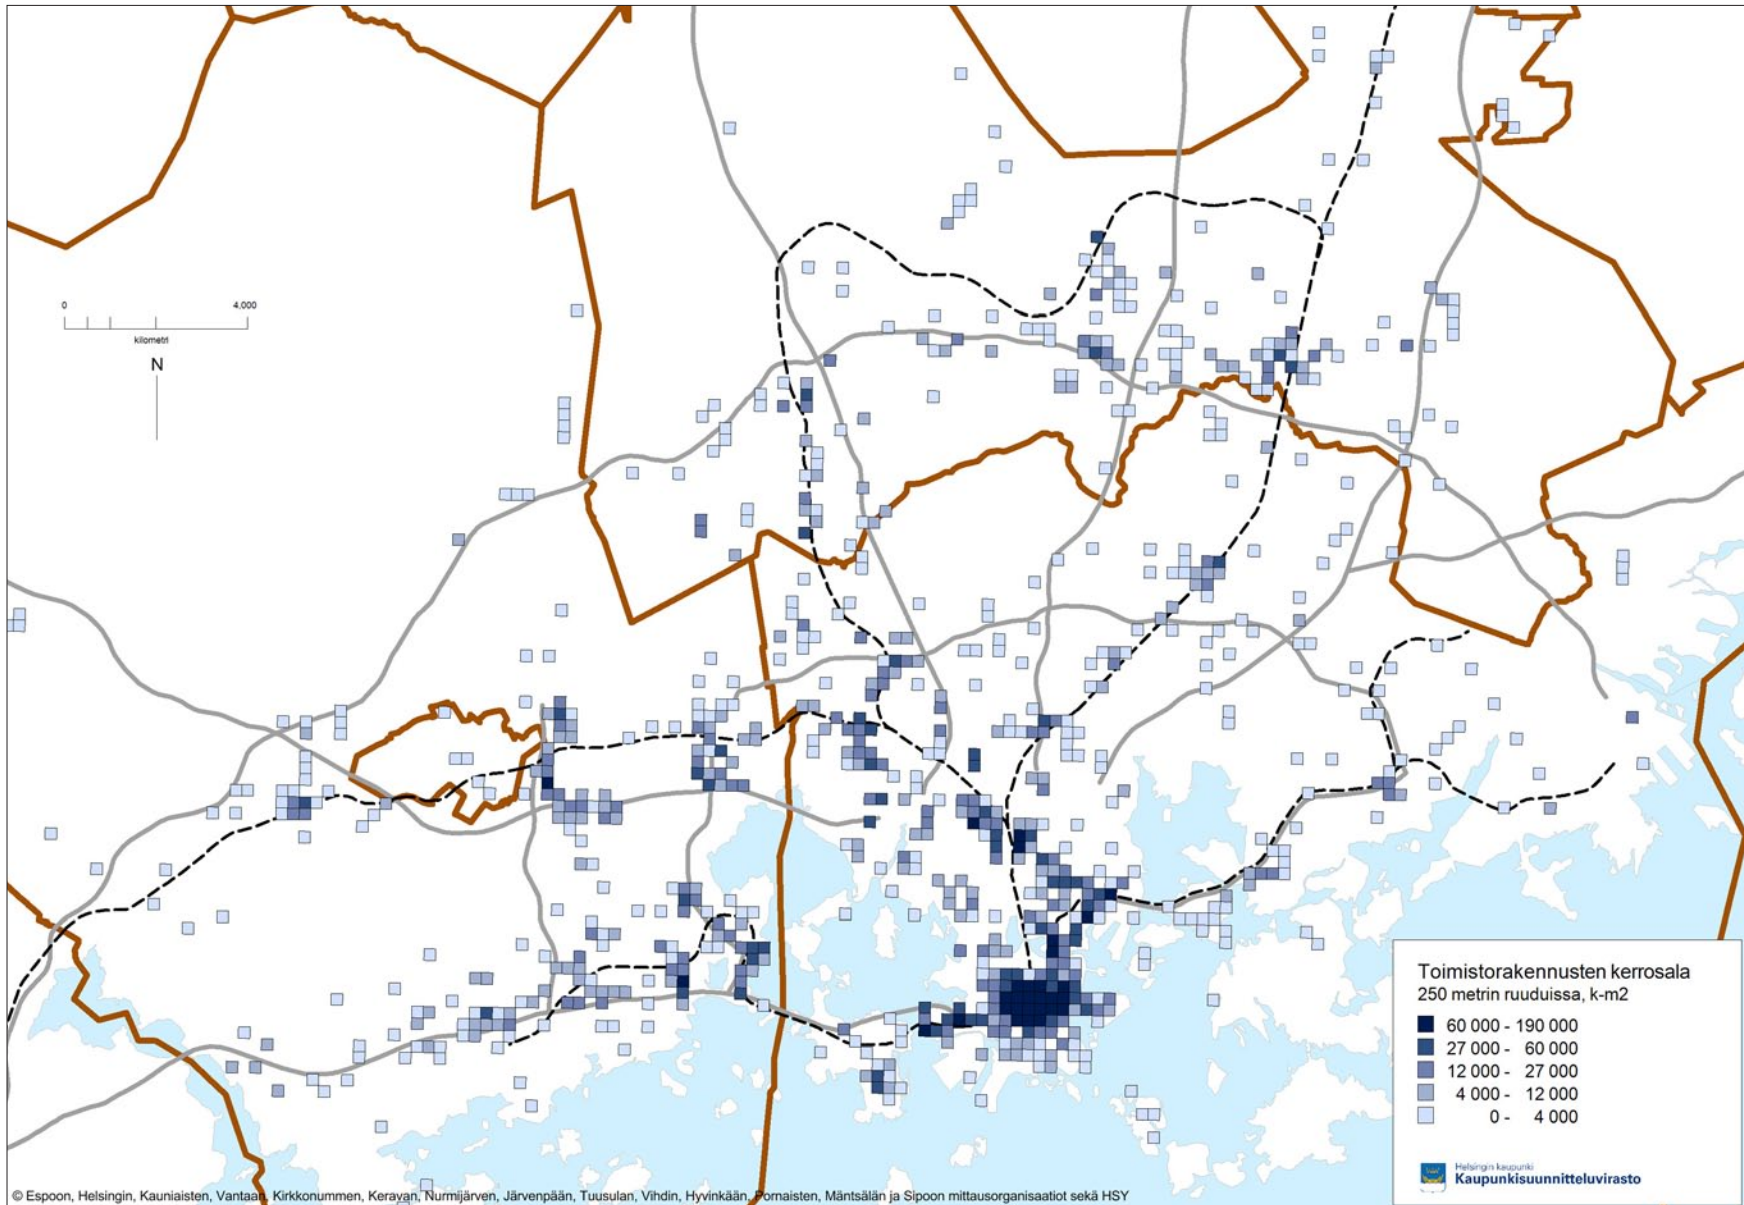 0 4,000
kilometri
N
Toimistorakennusten kerrosala
250 metrin ruuduissa, k-m2
60 000 - 190 000
27 000 - 60 000
12 000 - 27 000
4 000 - 12 000
0 - 4 000
Helsingin kaupunki
Kaupunkisuunnitteluvirasto
© Espoon, Helsingin, Kauniaisten, Vantaan, Kirkkonummen, Keravan, Nurmijärven, Järvenpään, Tuusulan, Vihdin, Hyvinkään, Pornaisten, Mäntsälän ja Sipoon mittausorganisaatiot sekä HSY